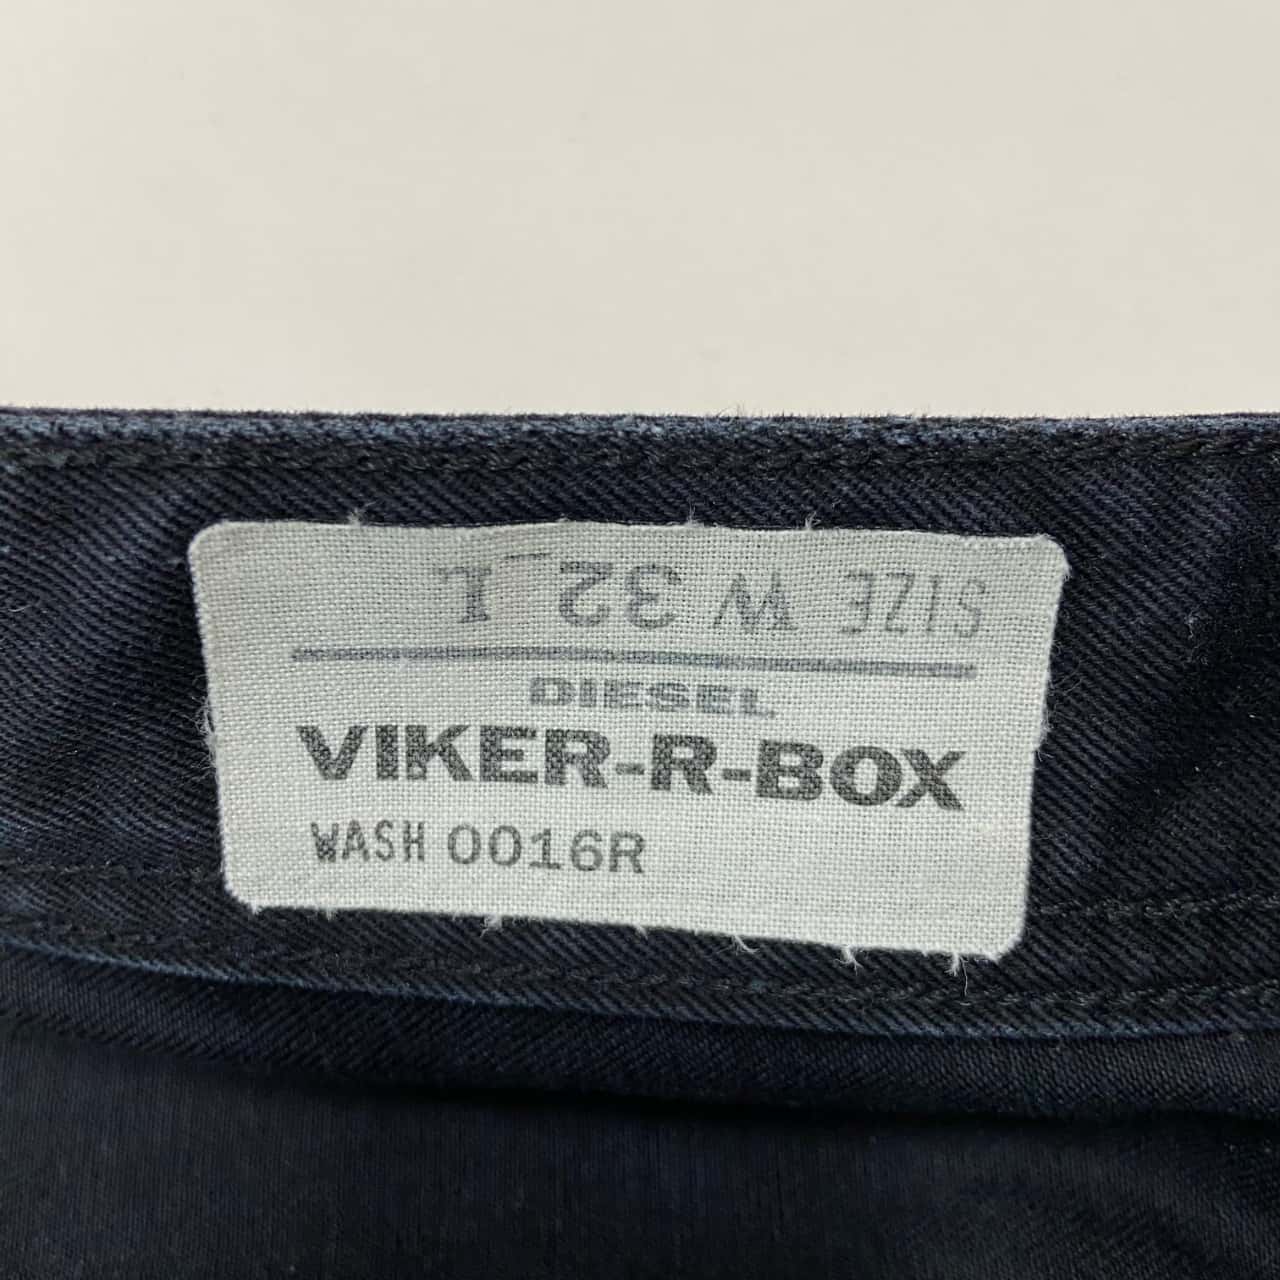 SIZE W 32 L
DIESEL
VIKER-R-BOX
WASH 0016R